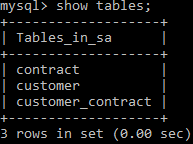 mysql> show tables;
+-------------------+
| Tables_in_sa      |
+-------------------+
| contract          |
| customer          |
| customer_contract |
+-------------------+
3 rows in set (0.00 sec)